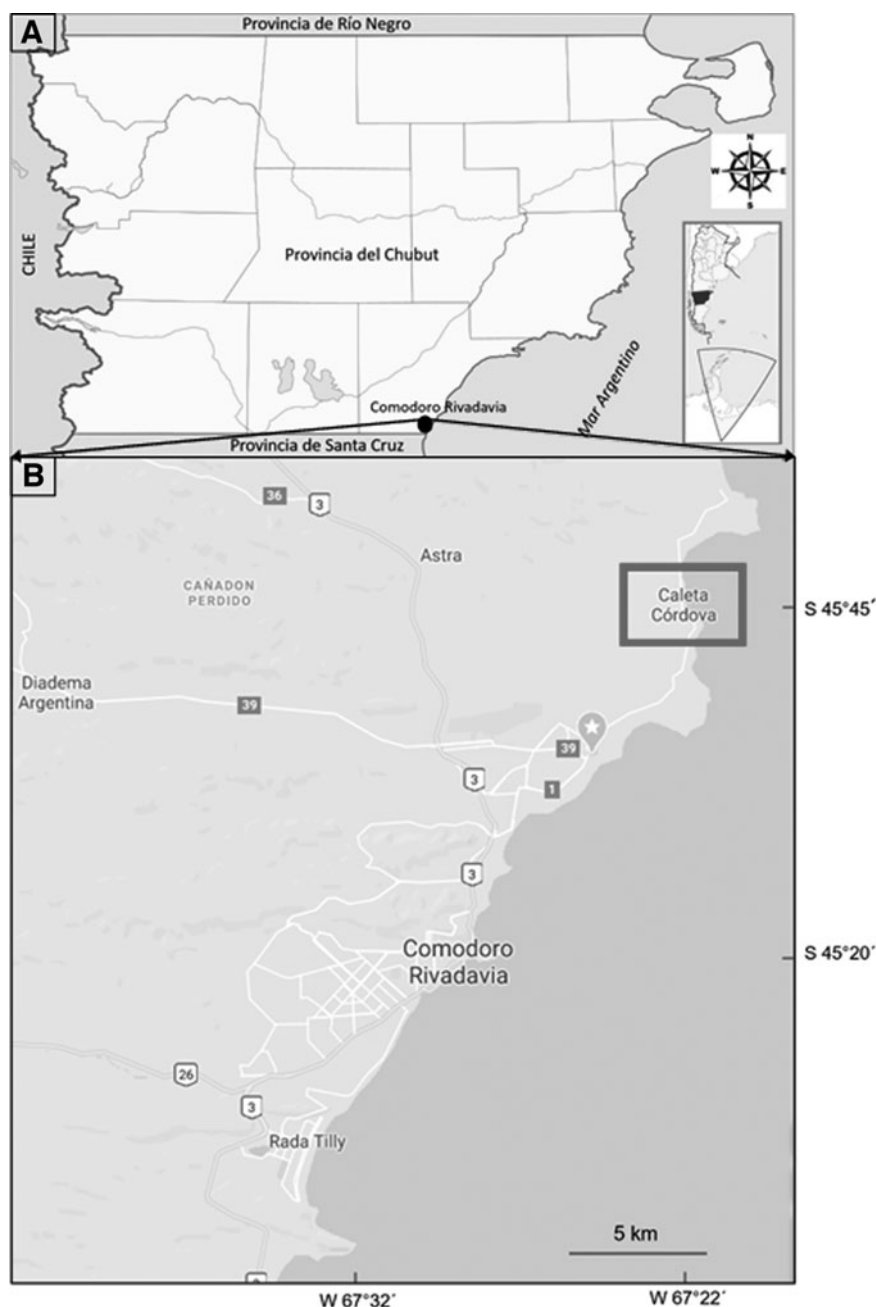 A
Provincia de Río Negro
N
W E
S
CHILE
Provincia del Chubut
Mar Argentino
Comodoro Rivadavia
Provincia de Santa Cruz
B
36
3
Astra
CAÑADON
PERDIDO
Caleta
Córdova
S 45°45´
Diadema
Argentina
39
39
3
1
3
Comodoro
Rivadavia
S 45°20´
26
3
Rada Tilly
5 km
W 67°32´
W 67°22´